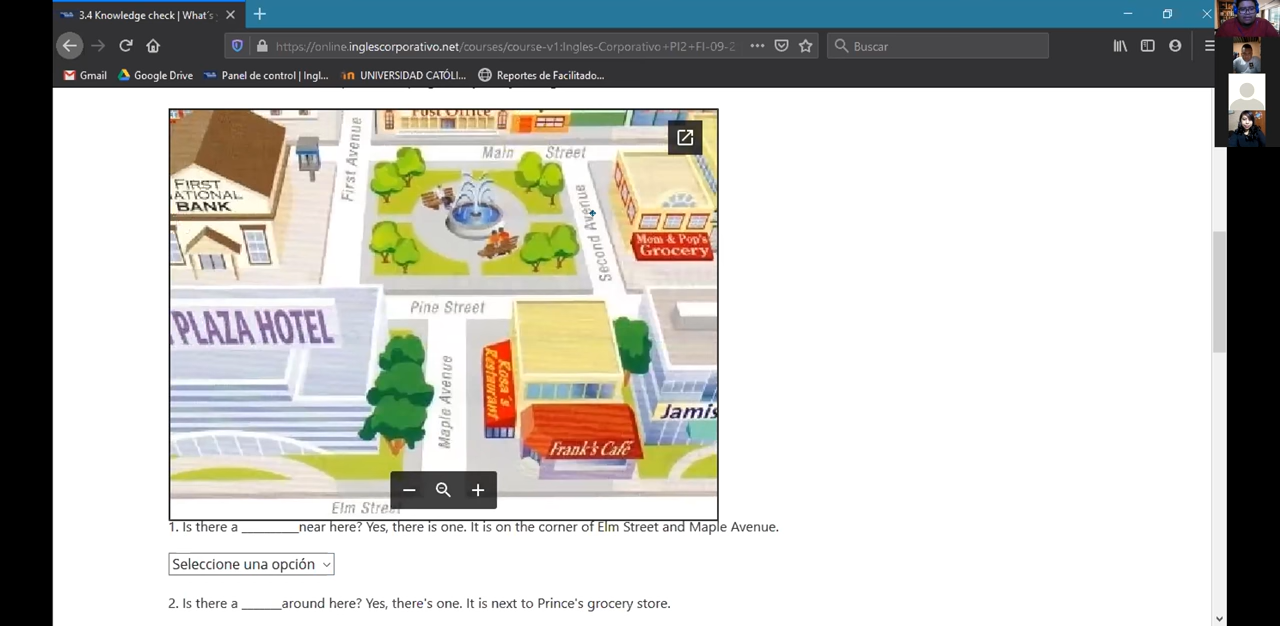 3.4 Knowledge check | What's
https://online.inglescorporativo.net/courses/course-v1:Ingles-Corporativo+PI2+FI-09-2
Buscar
Gmail
Google Drive
Panel de control | Ingl...
UNIVERSIDAD CATÓLI...
Reportes de Facilitado...
Post Office
Main Street
First Avenue
FIRST
NATIONAL
BANK
Second Avenue
Mom & Pop's
Grocery
Pine Street
PLAZA HOTEL
Maple Avenue
Rosa's
Restaurant
Jamis
Frank's Café
Elm Street
1. Is there a ________near here? Yes, there is one. It is on the corner of Elm Street and Maple Avenue.
Seleccione una opción
2. Is there a ______around here? Yes, there's one. It is next to Prince's grocery store.